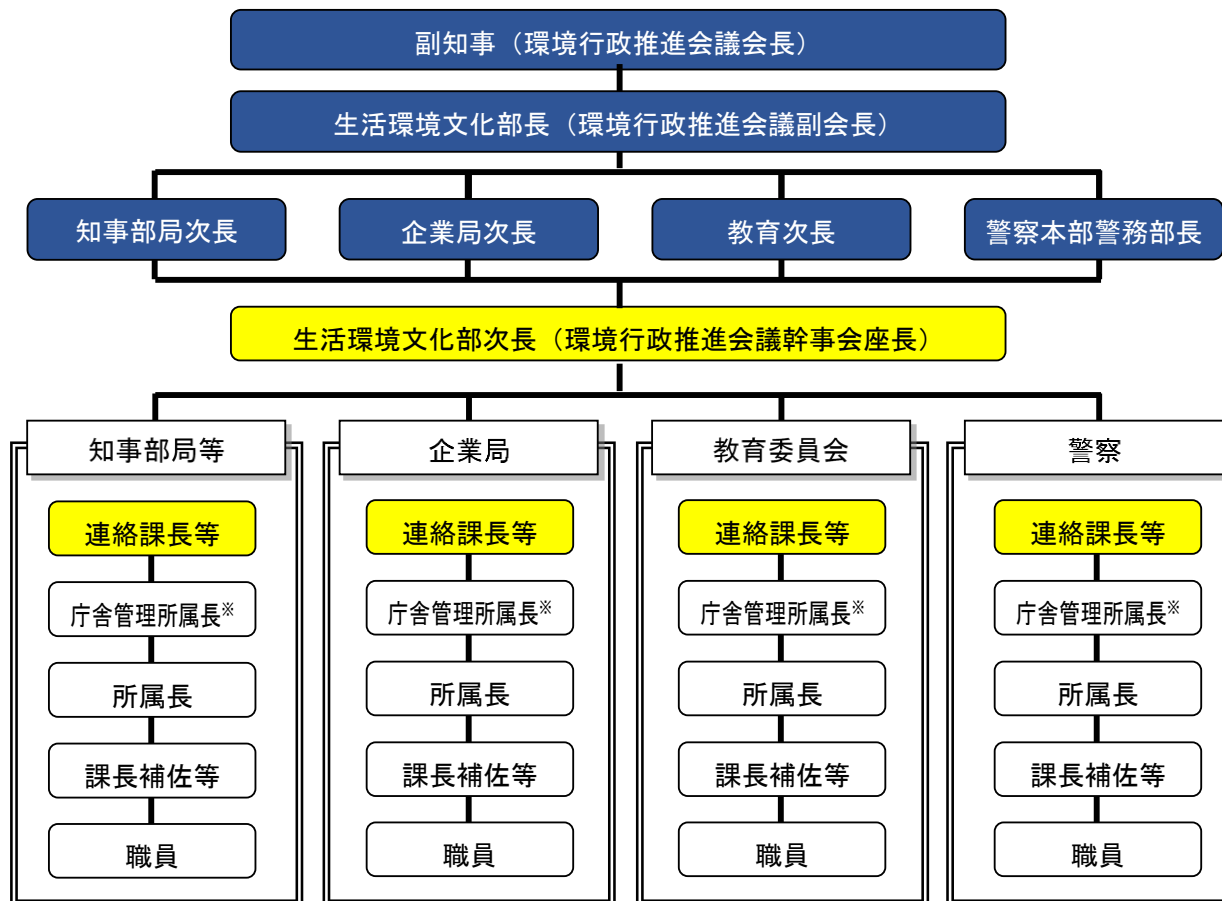 副知事（環境行政推進会議会長）
生活環境文化部長（環境行政推進会議副会長）
知事部局次長
企業局次長
教育次長
警察本部警務部長
生活環境文化部次長（環境行政推進会議幹事会座長）
知事部局等
連絡課長等
庁舎管理所属長※
所属長
課長補佐等
職員
企業局
連絡課長等
庁舎管理所属長※
所属長
課長補佐等
職員
教育委員会
連絡課長等
庁舎管理所属長※
所属長
課長補佐等
職員
警察
連絡課長等
庁舎管理所属長※
所属長
課長補佐等
職員